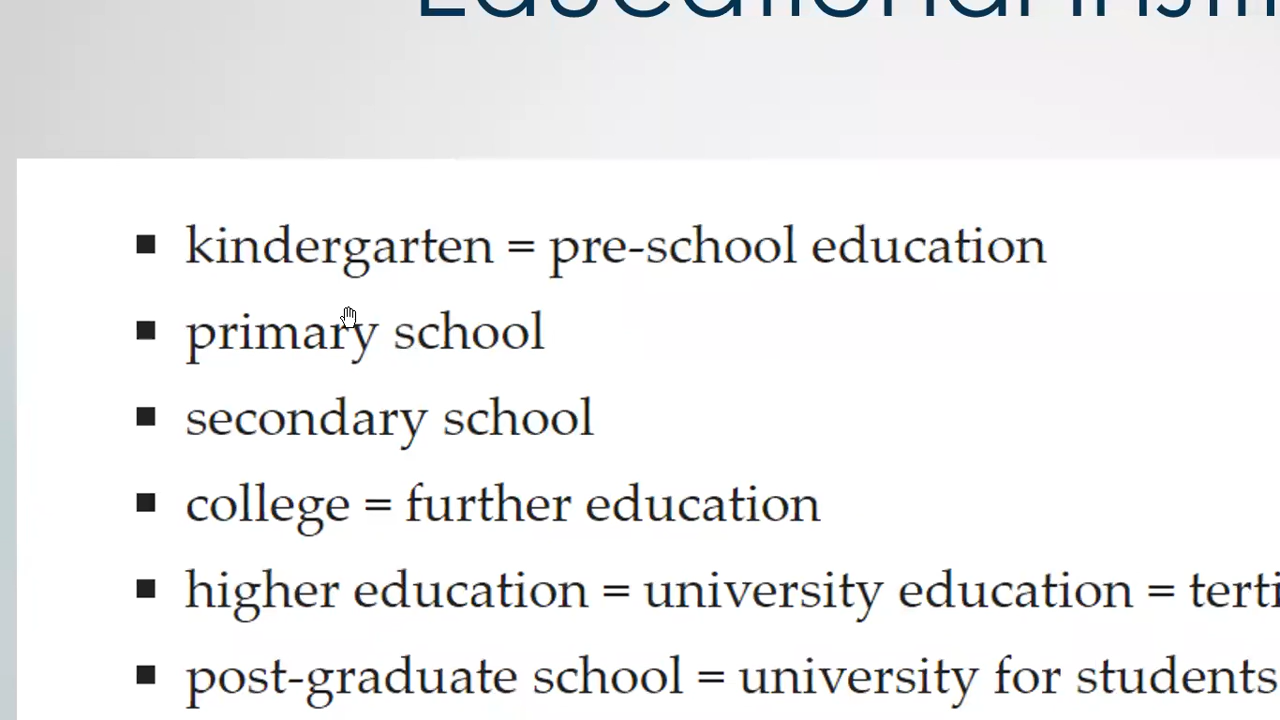 Educational
kindergarten = pre-school education
primary school
secondary school
college = further education
higher education = university education =
post-graduate school = university for students